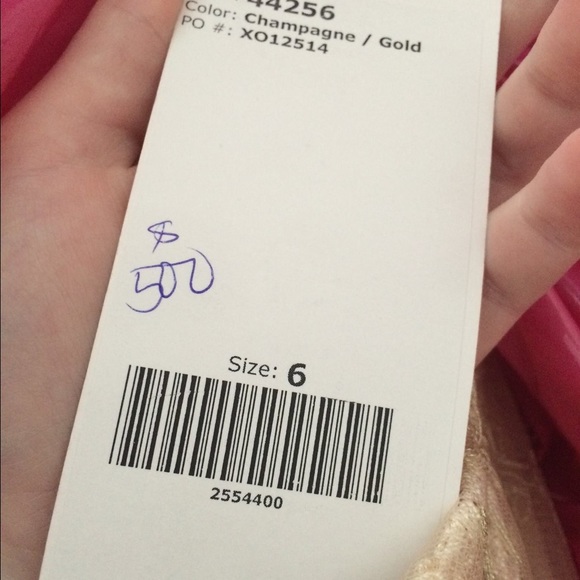 44256
Color: Champagne / Gold
PO #: XO12514
$
500
Size: 6
2554400